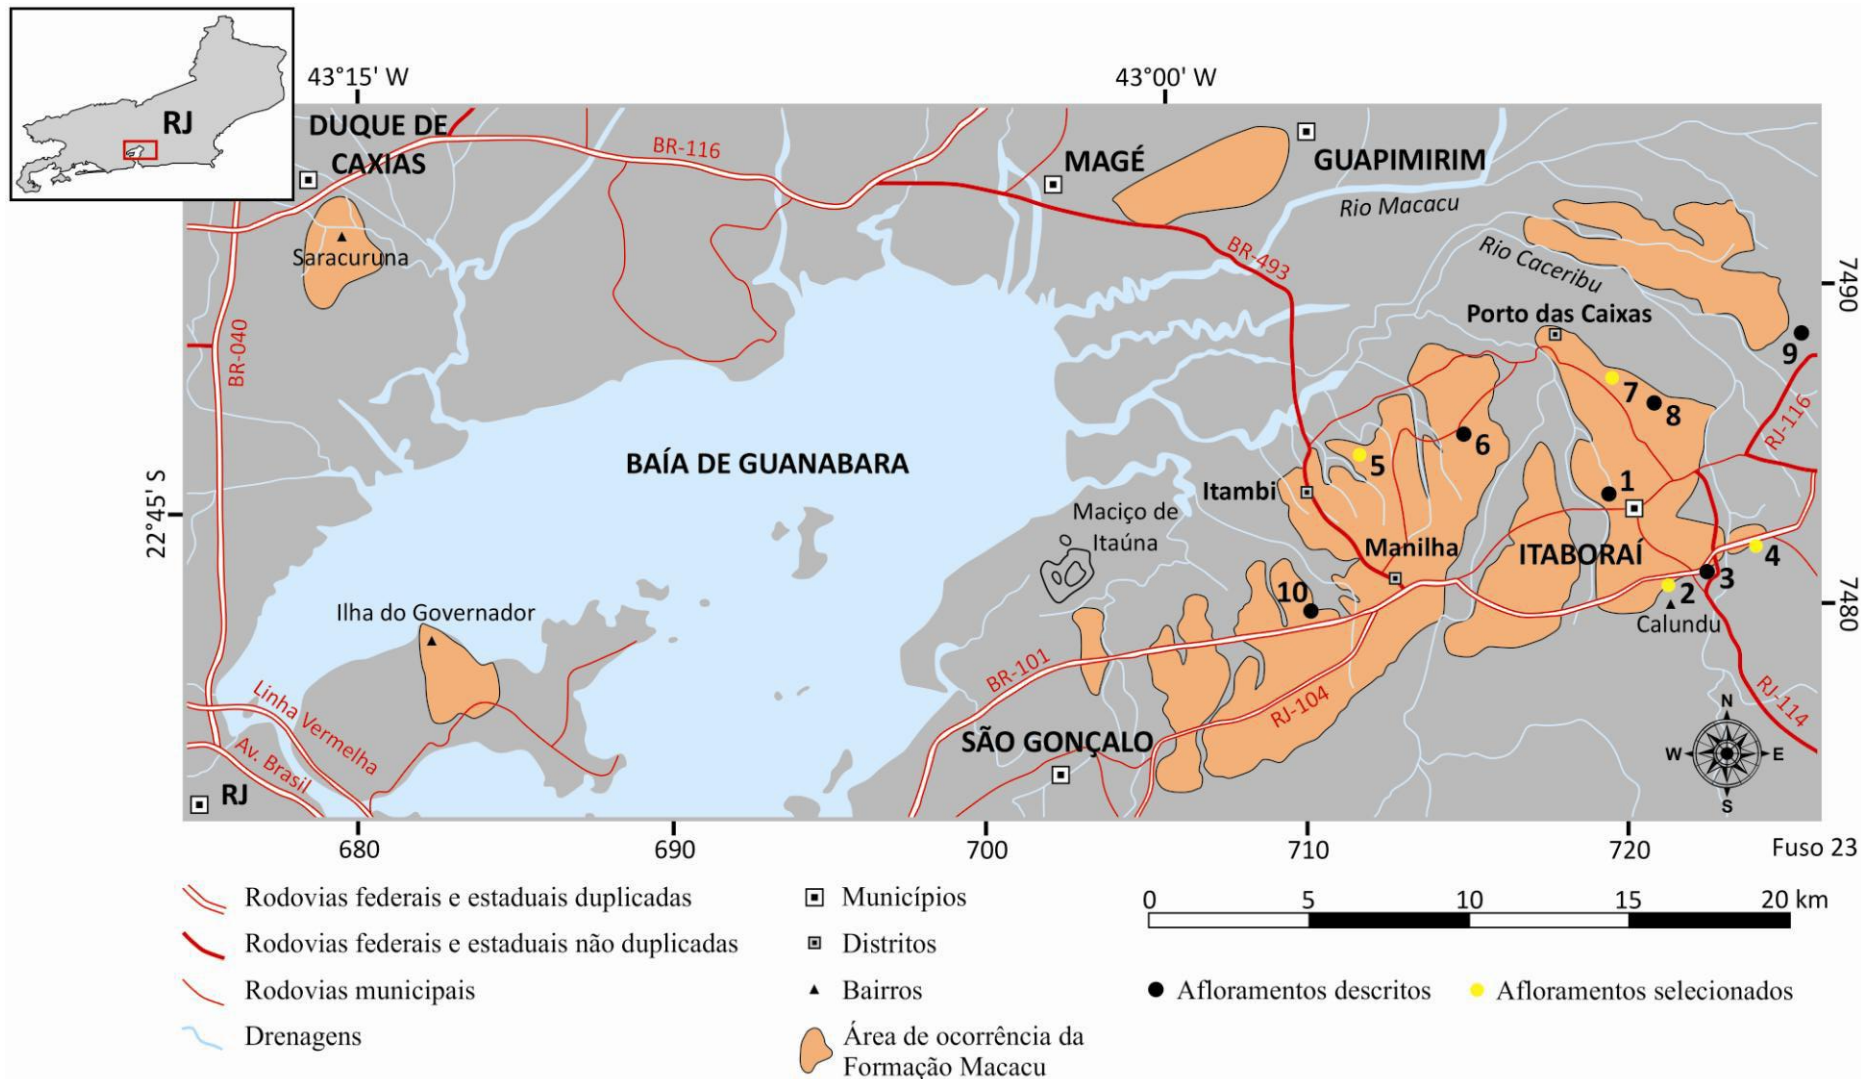 RJ
43°15' W
43°00' W
DUQUE DE
CAXIAS
BR-116
MAGÉ
GUAPIMIRIM
Rio Macacu
Saracuruna
BR-493
Rio Caceribu
7490
Porto das Caixas
BR-040
9
7
8
RJ-116
6
BAÍA DE GUANABARA
5
Itambi
1
22°45' S
Maciço de
Itaúna
Manilha
ITABORAÍ
4
3
10
2
7480
Ilha do Governador
Calundu
BR-101
Linha Vermelha
RJ-104
RJ-114
SÃO GONÇALO
Av. Brasil
RJ
N
W
E
S
680
690
700
710
720
Fuso 23
Rodovias federais e estaduais duplicadas
Rodovias federais e estaduais não duplicadas
Rodovias municipais
Drenagens
Municípios
Distritos
Bairros
Área de ocorrência da
Formação Macacu
0 5 10 15 20 km
Afloramentos descritos
Afloramentos selecionados